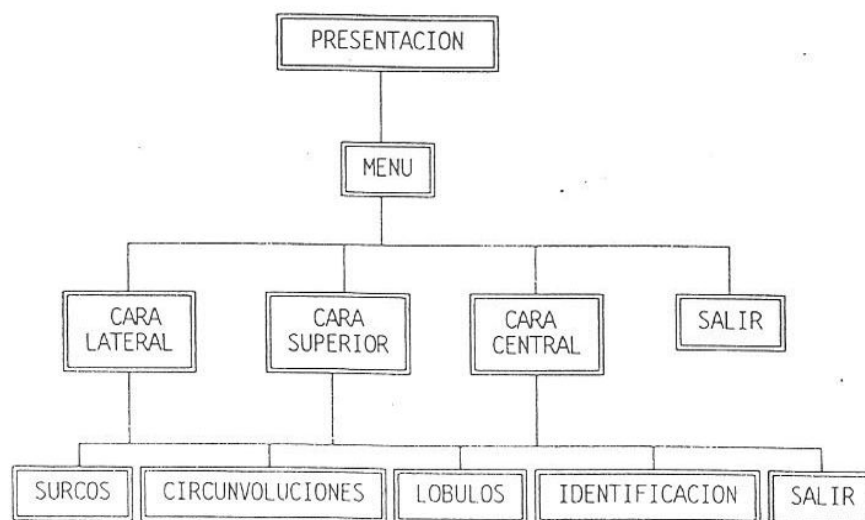 PRESENTACION
MENU
CARA
LATERAL
CARA
SUPERIOR
CARA
CENTRAL
SALIR
SURCOS
CIRCUNVOLUCIONES
LOBULOS
IDENTIFICACION
SALIR